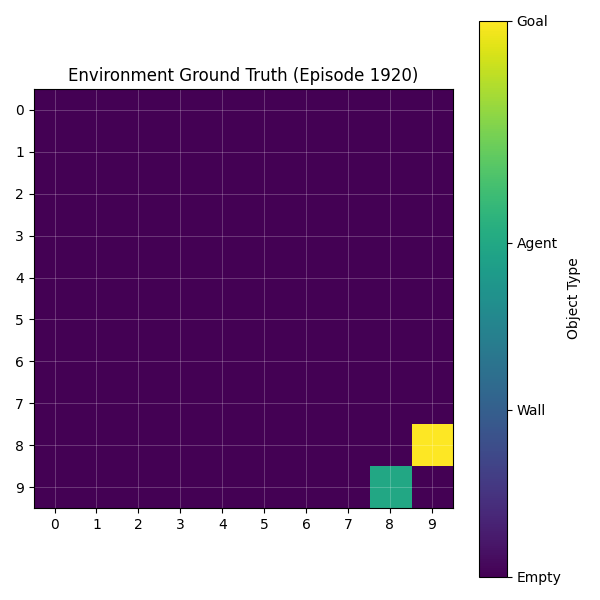 Environment Ground Truth (Episode 1920)
0
1
2
3
4
5
6
7
8
9
0 1 2 3 4 5 6 7 8 9
Goal
Agent
Wall
Empty
Object Type